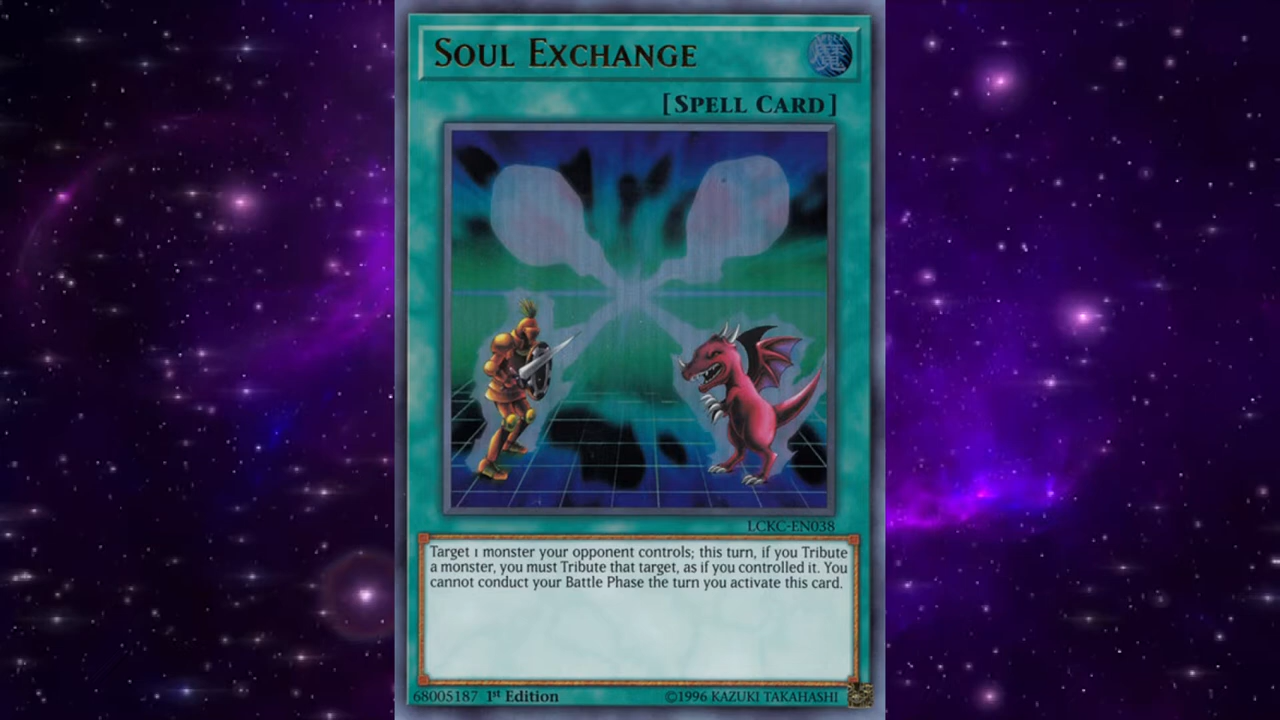 Soul Exchange
魔
[Spell Card]
LCKC-EN038
Target 1 monster your opponent controls; this turn, if you Tribute
a monster, you must Tribute that target, as if you controlled it. You
cannot conduct your Battle Phase the turn you activate this card.
68005187 1st Edition ©1996 KAZUKI TAKAHASHI